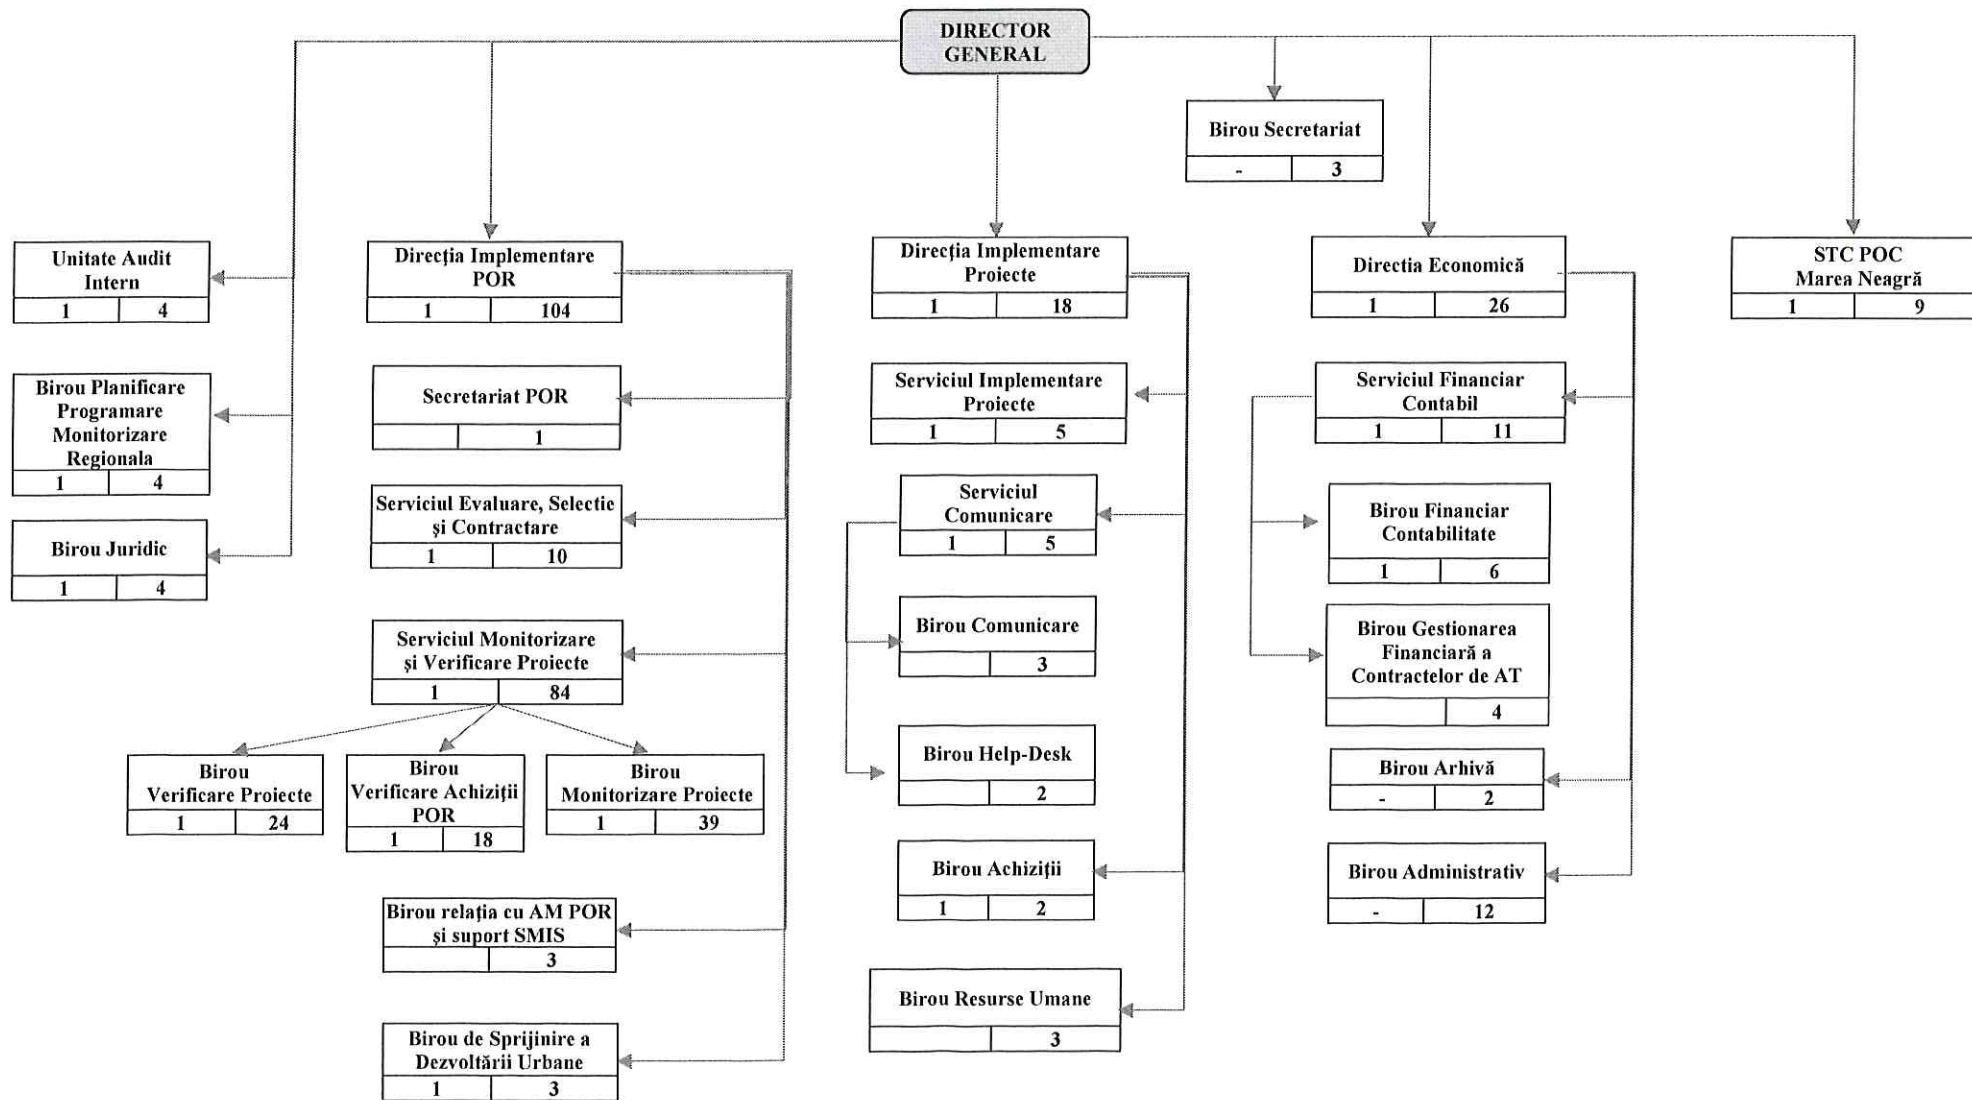 DIRECTOR
GENERAL
Birou Secretariat
- 3
Unitate Audit
Intern
1 4
Birou Planificare
Programare
Monitorizare
Regionala
1 4
Birou Juridic
1 4
Direcția Implementare
POR
1 104
Secretariat POR
1
Serviciul Evaluare, Selectie
și Contractare
1 10
Serviciul Monitorizare
și Verificare Proiecte
1 84
Birou
Verificare Proiecte
1 24
Birou
Verificare Achiziții
POR
1 18
Birou
Monitorizare Proiecte
1 39
Birou relația cu AM POR
și suport SMIS
3
Birou de Sprijinire a
Dezvoltării Urbane
1 3
Direcția Implementare
Proiecte
1 18
Serviciul Implementare
Proiecte
1 5
Serviciul
Comunicare
1 5
Birou Comunicare
3
Birou Help-Desk
2
Birou Achiziții
1 2
Birou Resurse Umane
3
Directia Economică
1 26
Serviciul Financiar
Contabil
1 11
Birou Financiar
Contabilitate
1 6
Birou Gestionarea
Financiară a
Contractelor de AT
4
Birou Arhivă
- 2
Birou Administrativ
- 12
STC POC
Marea Neagră
1 9